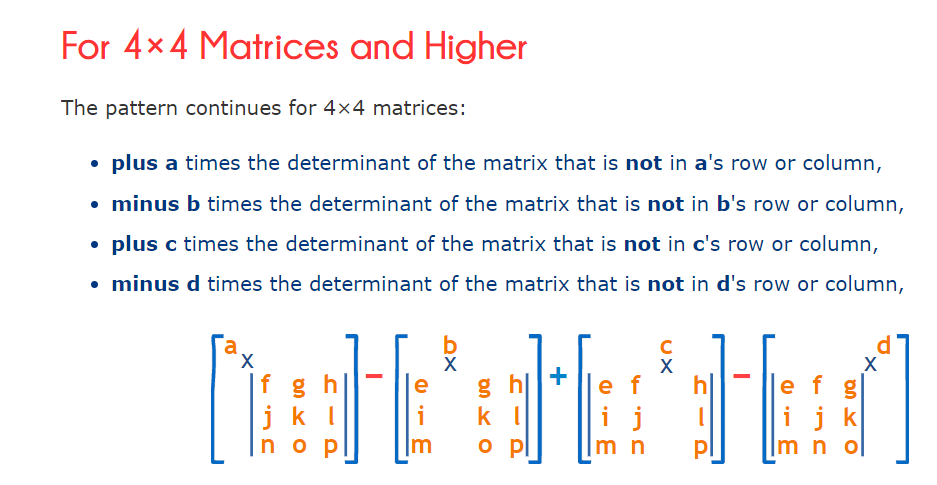 For 4×4 Matrices and Higher
The pattern continues for 4×4 matrices:
• plus a times the determinant of the matrix that is not in a's row or column,
• minus b times the determinant of the matrix that is not in b's row or column,
• plus c times the determinant of the matrix that is not in c's row or column,
• minus d times the determinant of the matrix that is not in d's row or column,
a b c d
x x x x
f g h − e g h + e f h − e f g
j k l i k l i j l i j k
n o p m o p m n p m n o